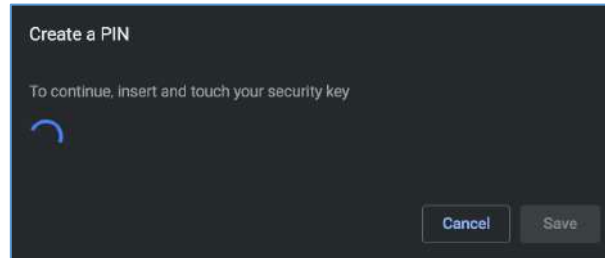 Create a PIN
To continue, insert and touch your security key
Cancel Save